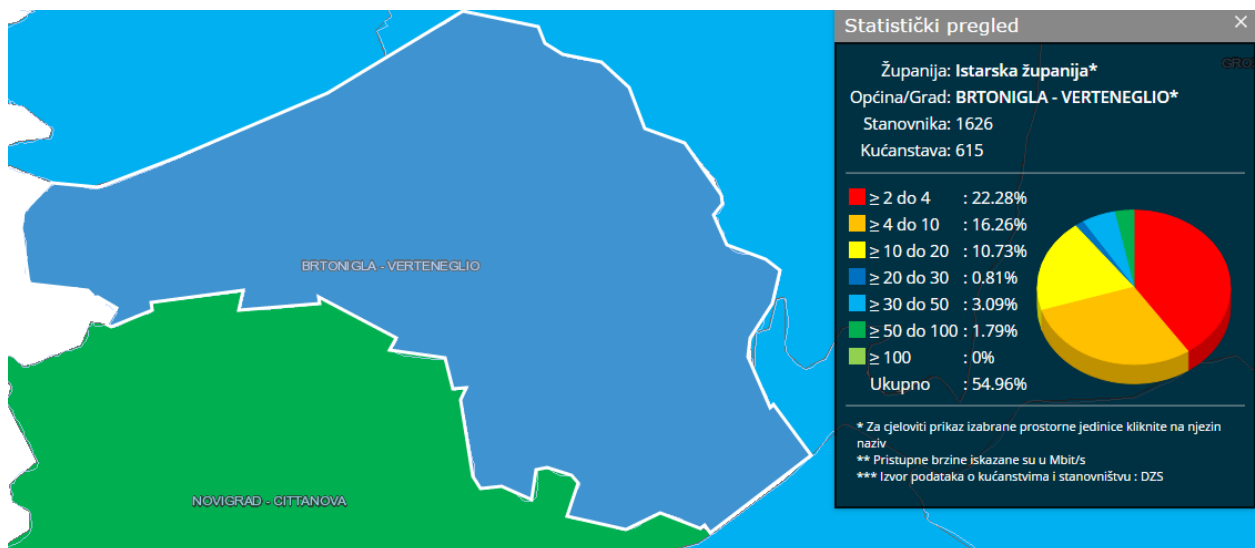 Statistički pregled ×
GRO
Županija: Istarska županija*
Općina/Grad: BRTONIGLA - VERTENEGLIO*
Stanovnika: 1626
Kućanstava: 615
≥ 2 do 4 : 22.28%
≥ 4 do 10 : 16.26%
≥ 10 do 20 : 10.73%
≥ 20 do 30 : 0.81%
≥ 30 do 50 : 3.09%
≥ 50 do 100 : 1.79%
≥ 100 : 0%
Ukupno : 54.96%
* Za cjeloviti prikaz izabrane prostorne jedinice kliknite na njezin
naziv
** Pristupne brzine iskazane su u Mbit/s
*** Izvor podataka o kućanstvima i stanovništvu : DZS
BRTONIGLA - VERTENEGLIO
NOVIGRAD - CITTANOVA